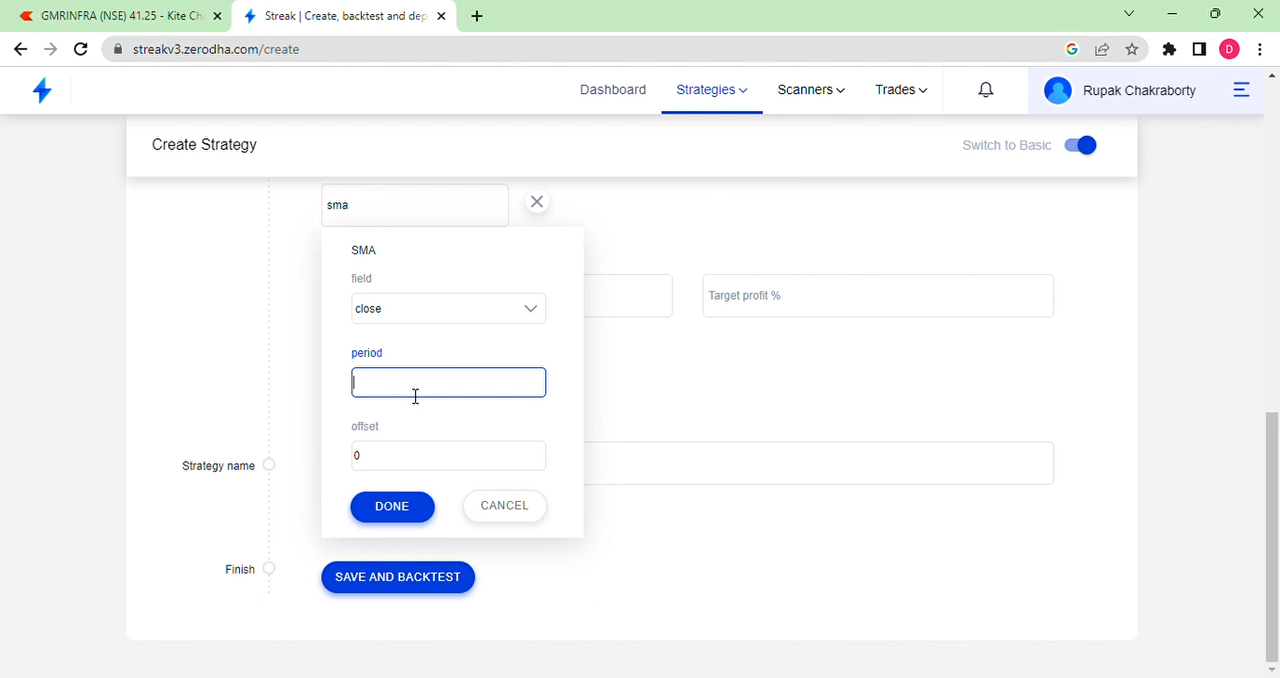 GMRINFRA (NSE) 41.25 - Kite Ch
Streak | Create, backtest and dep
streakv3.zerodha.com/create
D
Dashboard
Strategies
Scanners
Trades
Rupak Chakraborty
Create Strategy
Switch to Basic
sma
SMA
field
close
Target profit %
period
offset
0
Strategy name
DONE
CANCEL
Finish
SAVE AND BACKTEST